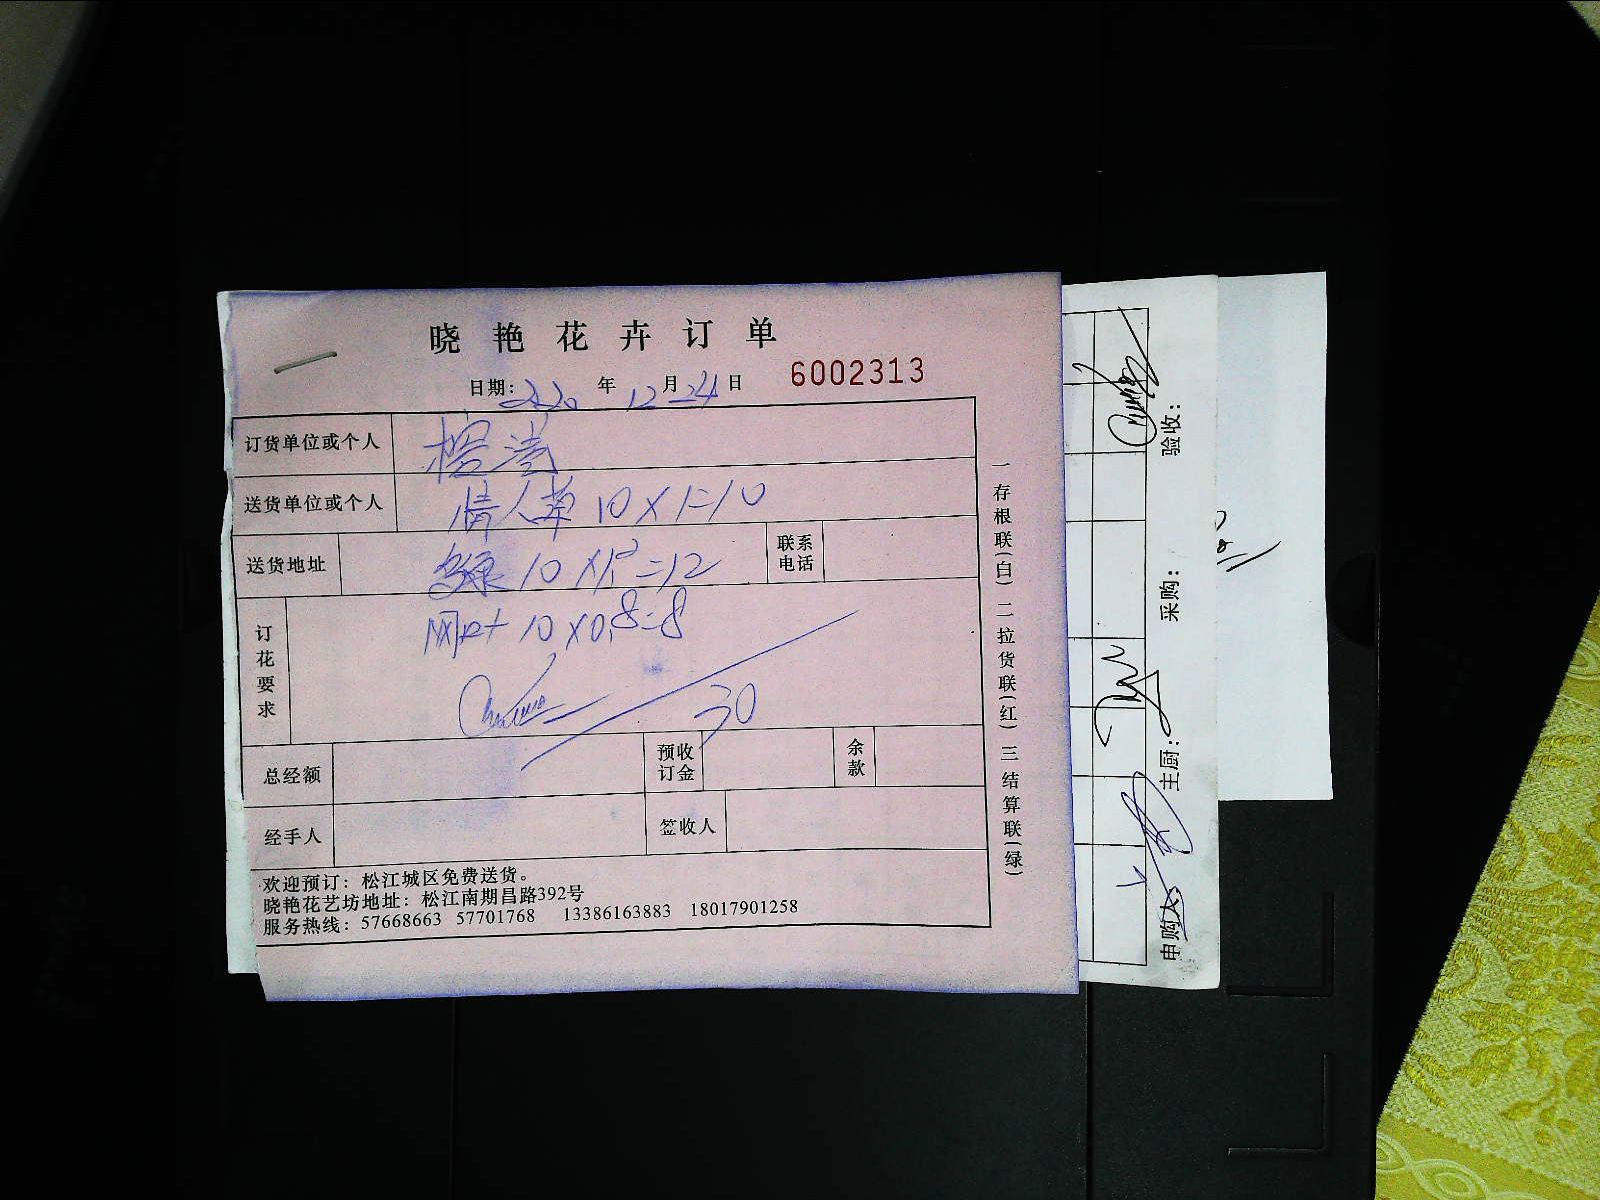 晓艳花卉订单
日期: 2020 年 12 月 24 日 6002313
订货单位或个人
送货单位或个人 情人草 10×1=10
送货地址 10×1.2=12 联系电话
订花要求 10×0.8=8
30
总经额 预收订金 余款
经手人 签收人
欢迎预订：松江城区免费送货。
晓艳花艺坊地址：松江南期昌路392号
服务热线：57668663 57701768 13386163883 18017901258
一存根联(白) 二拉货联(红) 三结算联(绿)
申购人: 主厨: 采购: 验收: